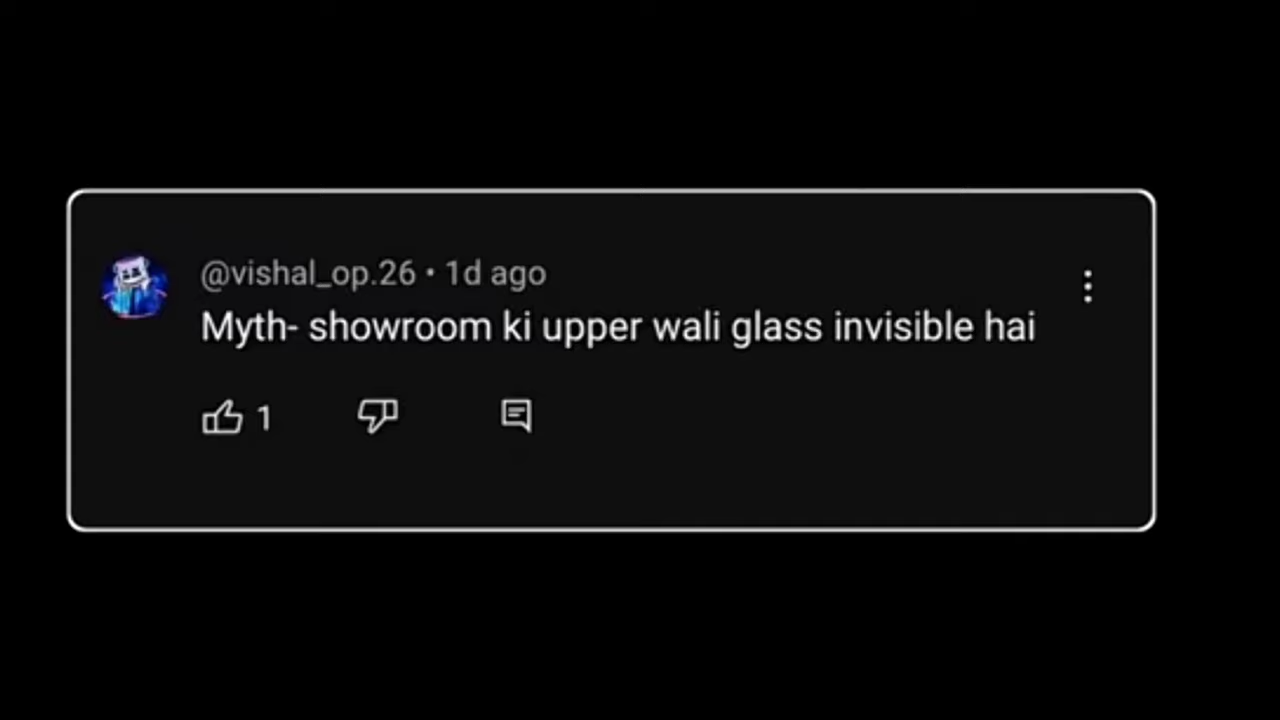 @vishal_op.26 • 1d ago
Myth- showroom ki upper wali glass invisible hai
1